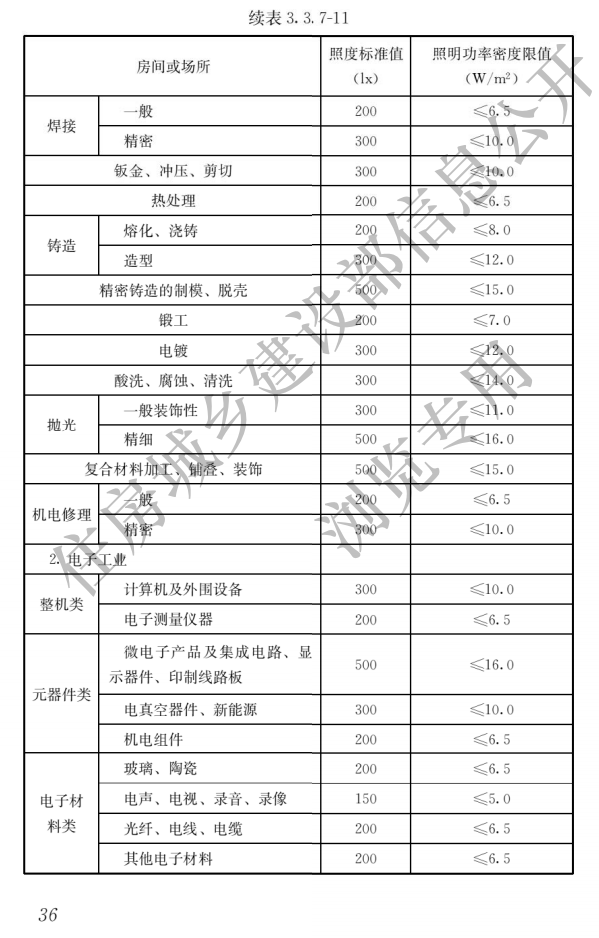 续表 3.3.7-11
房间或场所 照度标准值 (lx) 照明功率密度限值 (W/m²)
焊接 一般 200 ≤6.5
精密 300 ≤10.0
钣金、冲压、剪切 300 ≤10.0
热处理 200 ≤6.5
铸造 熔化、浇铸 200 ≤8.0
造型 300 ≤12.0
精密铸造的制模、脱壳 500 ≤15.0
锻工 200 ≤7.0
电镀 300 ≤12.0
酸洗、腐蚀、清洗 300 ≤14.0
抛光 一般装饰性 300 ≤11.0
精细 500 ≤16.0
复合材料加工、铺叠、装饰 500 ≤15.0
机电修理 一般 200 ≤6.5
精密 300 ≤10.0
2. 电子工业
整机类 计算机及外围设备 300 ≤10.0
电子测量仪器 200 ≤6.5
元器件类 微电子产品及集成电路、显
示器件、印制线路板 500 ≤16.0
电真空器件、新能源 300 ≤10.0
机电组件 200 ≤6.5
电子材
料类 玻璃、陶瓷 200 ≤6.5
电声、电视、录音、录像 150 ≤5.0
光纤、电线、电缆 200 ≤6.5
其他电子材料 200 ≤6.5
36
住房城乡建设部信息公开
浏览专用